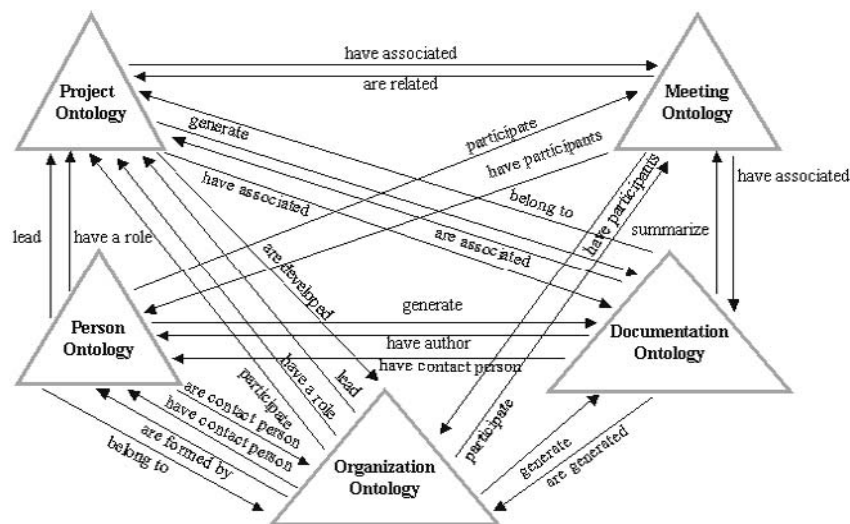 have associated
are related
Project
Ontology
Meeting
Ontology
generate
participate
have participants
have associated
belong to
have participants
have associated
lead
have a role
are associated
summarize
are developed
generate
Person
Ontology
have author
Documentation
Ontology
have contact person
have a role
lead
participate
are contact person
have contact person
are formed by
belong to
participate
Organization
Ontology
generate
are generated